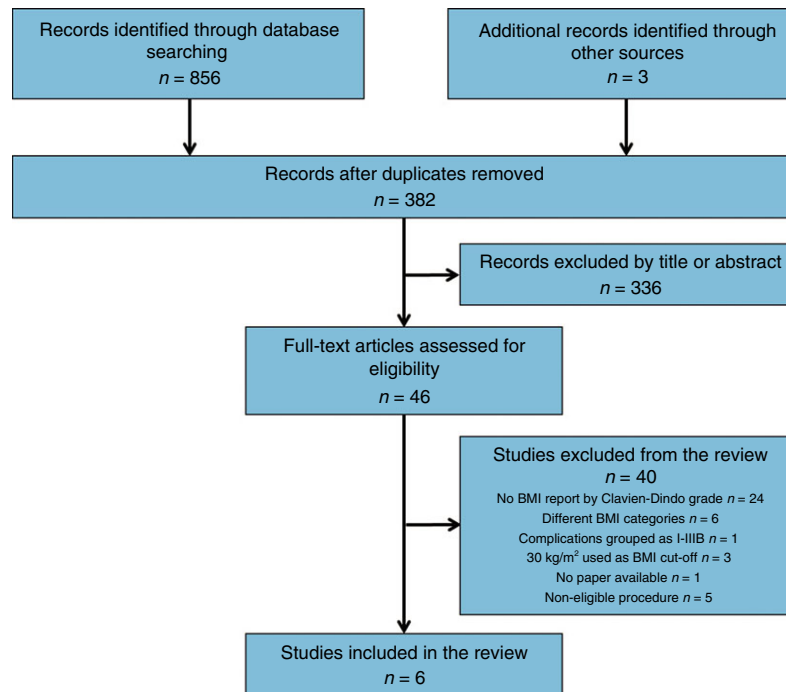 Records identified through database
searching
n = 856
Additional records identified through
other sources
n = 3
Records after duplicates removed
n = 382
Records excluded by title or abstract
n = 336
Full-text articles assessed for
eligibility
n = 46
Studies excluded from the review
n = 40
No BMI report by Clavien-Dindo grade n = 24
Different BMI categories n = 6
Complications grouped as I-IIIB n = 1
30 kg/m² used as BMI cut-off n = 3
No paper available n = 1
Non-eligible procedure n = 5
Studies included in the review
n = 6